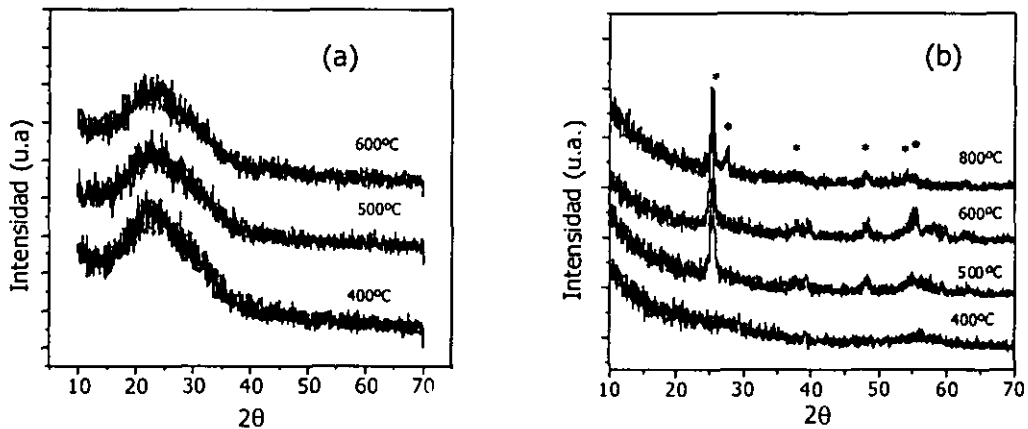 (a)
Intensidad (u.a)
600ºC
500ºC
400ºC
10 20 30 40 50 60 70
2θ
(b)
Intensidad (u.a.)
* • * * * •
800ºC
600ºC
500ºC
400ºC
10 20 30 40 50 60 70
2θ